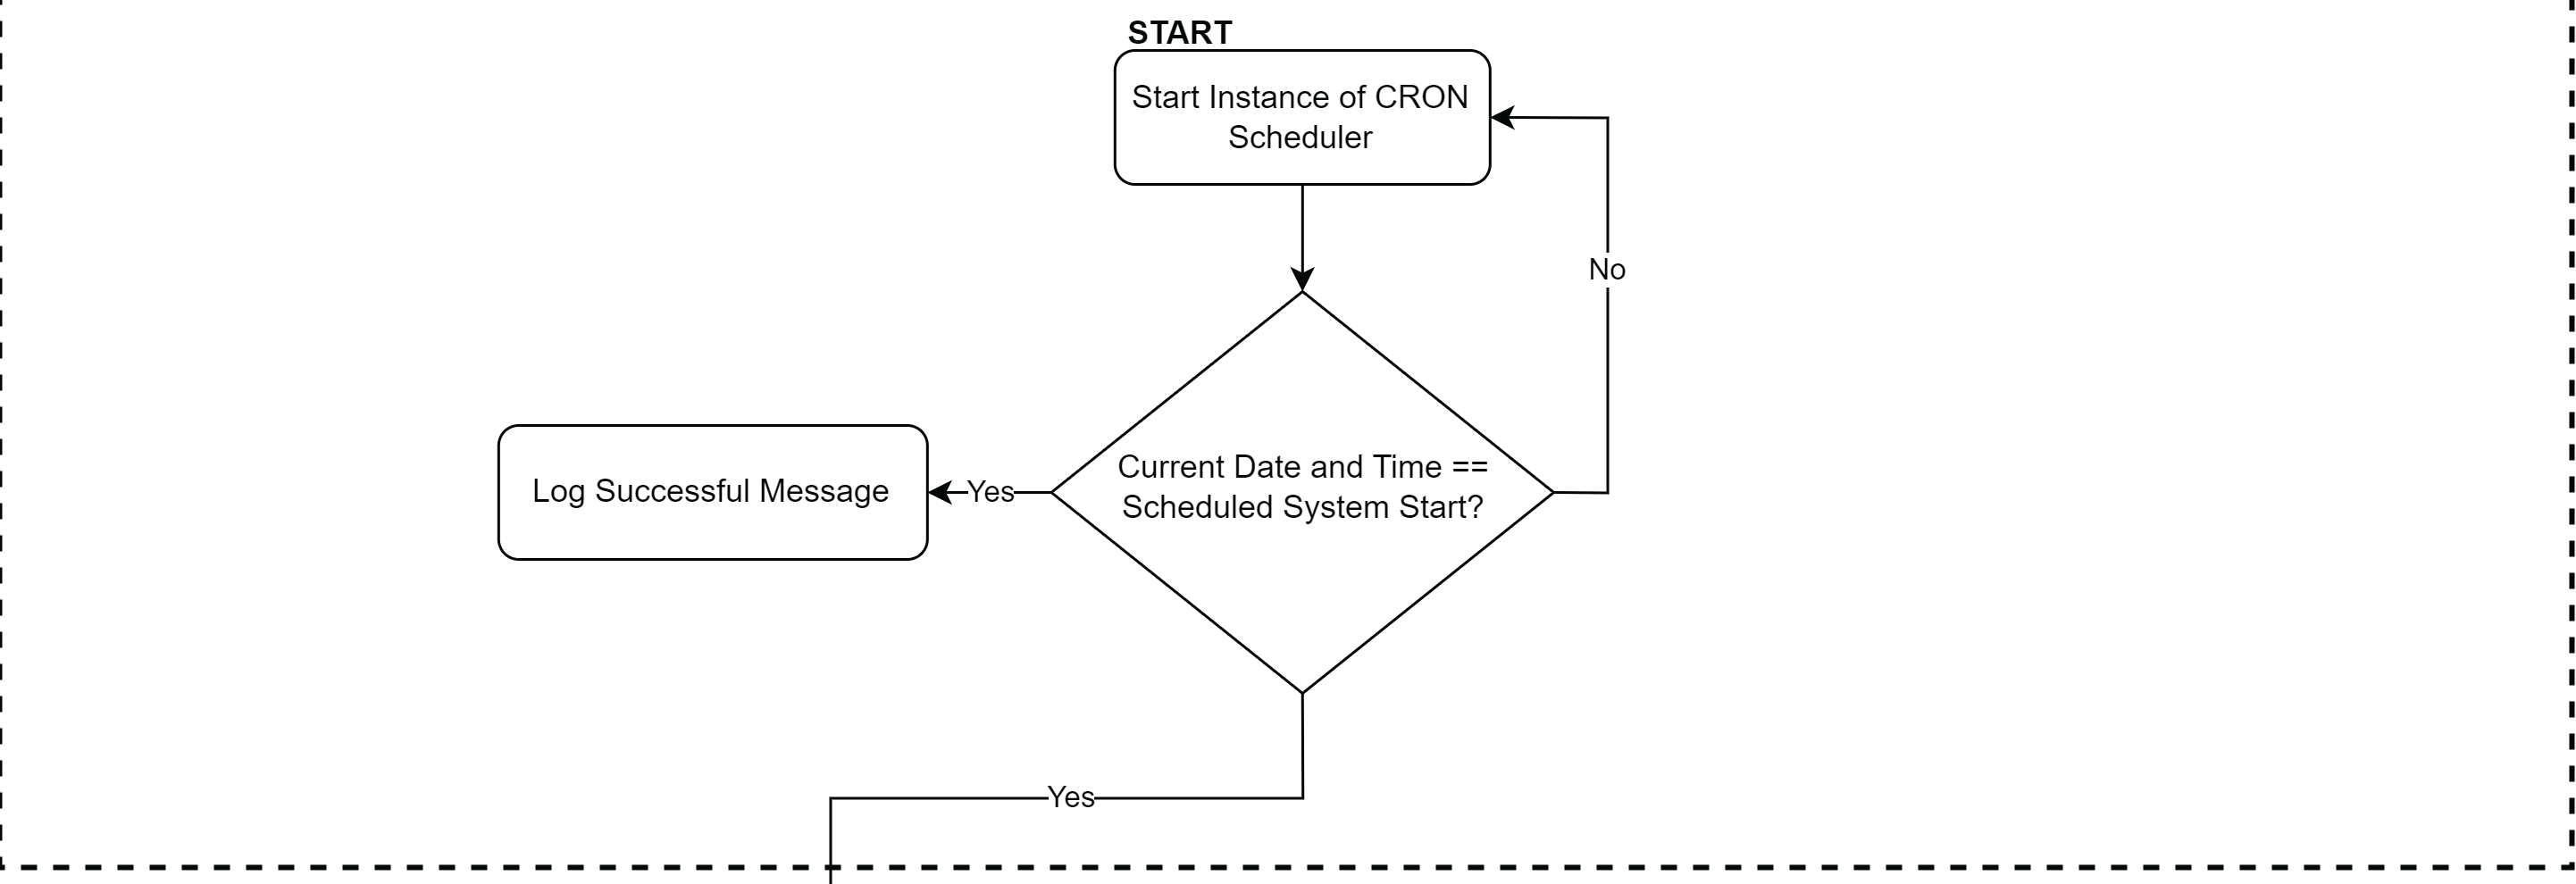 START
Start Instance of CRON
Scheduler
No
Current Date and Time ==
Scheduled System Start?
Yes
Log Successful Message
Yes